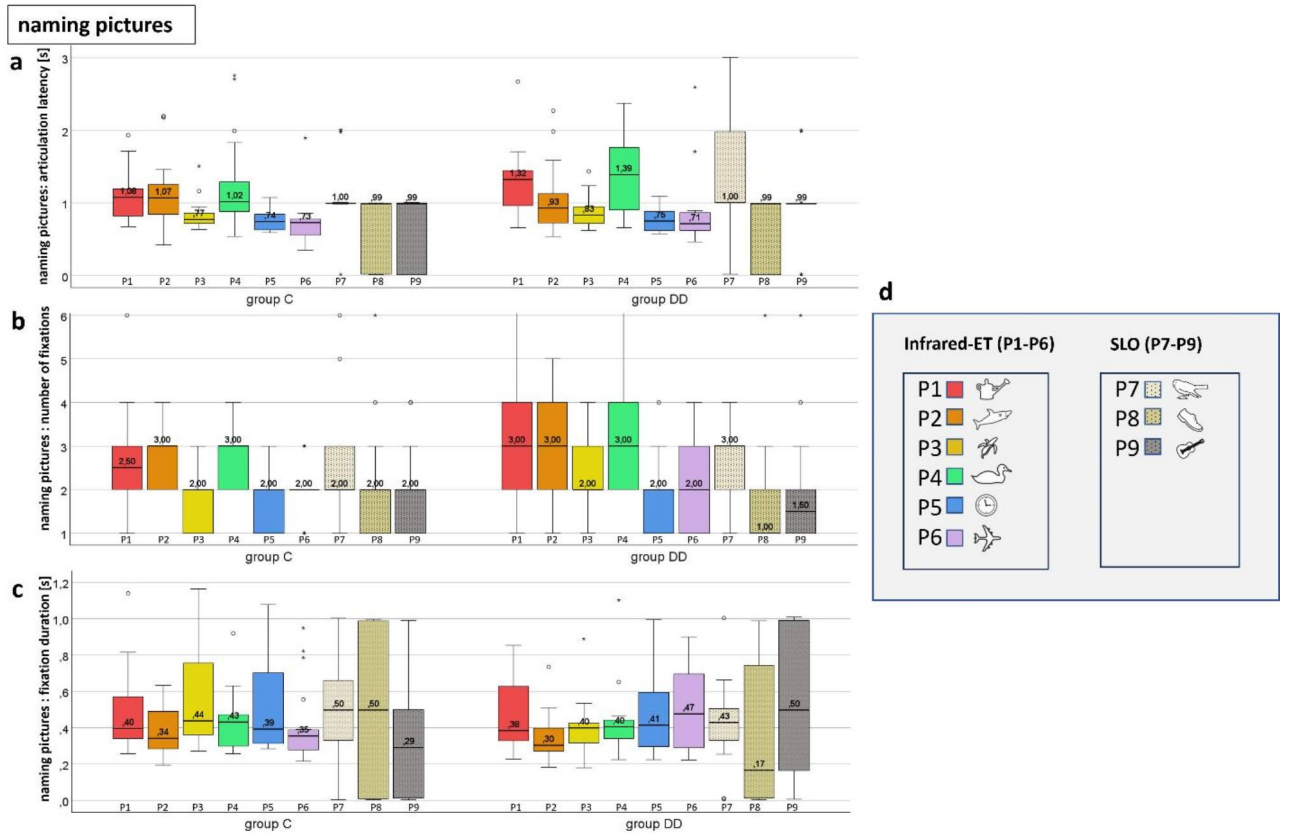 naming pictures
a
naming pictures: articulation latency [s]
3
2
1
0
1,08 1,07 ,77 1,02 ,74 ,73 1,00 ,99 ,99
1,32 ,93 ,83 1,39 ,75 ,71 1,00 ,99 ,99
P1 P2 P3 P4 P5 P6 P7 P8 P9
P1 P2 P3 P4 P5 P6 P7 P8 P9
group C
group DD
b
naming pictures : number of fixations
6
5
4
3
2
1
2,50 3,00 2,00 3,00 2,00 2,00 2,00 2,00 2,00
3,00 3,00 2,00 3,00 2,00 2,00 3,00 1,00 1,50
P1 P2 P3 P4 P5 P6 P7 P8 P9
P1 P2 P3 P4 P5 P6 P7 P8 P9
group C
group DD
c
naming pictures : fixation duration [s]
1,2
1,0
,8
,6
,4
,2
,0
,40 ,34 ,44 ,43 ,39 ,35 ,50 ,50 ,29
,38 ,30 ,40 ,40 ,41 ,47 ,43 ,17 ,50
P1 P2 P3 P4 P5 P6 P7 P8 P9
P1 P2 P3 P4 P5 P6 P7 P8 P9
group C
group DD
d
Infrared-ET (P1-P6)
P1
P2
P3
P4
P5
P6
SLO (P7-P9)
P7
P8
P9